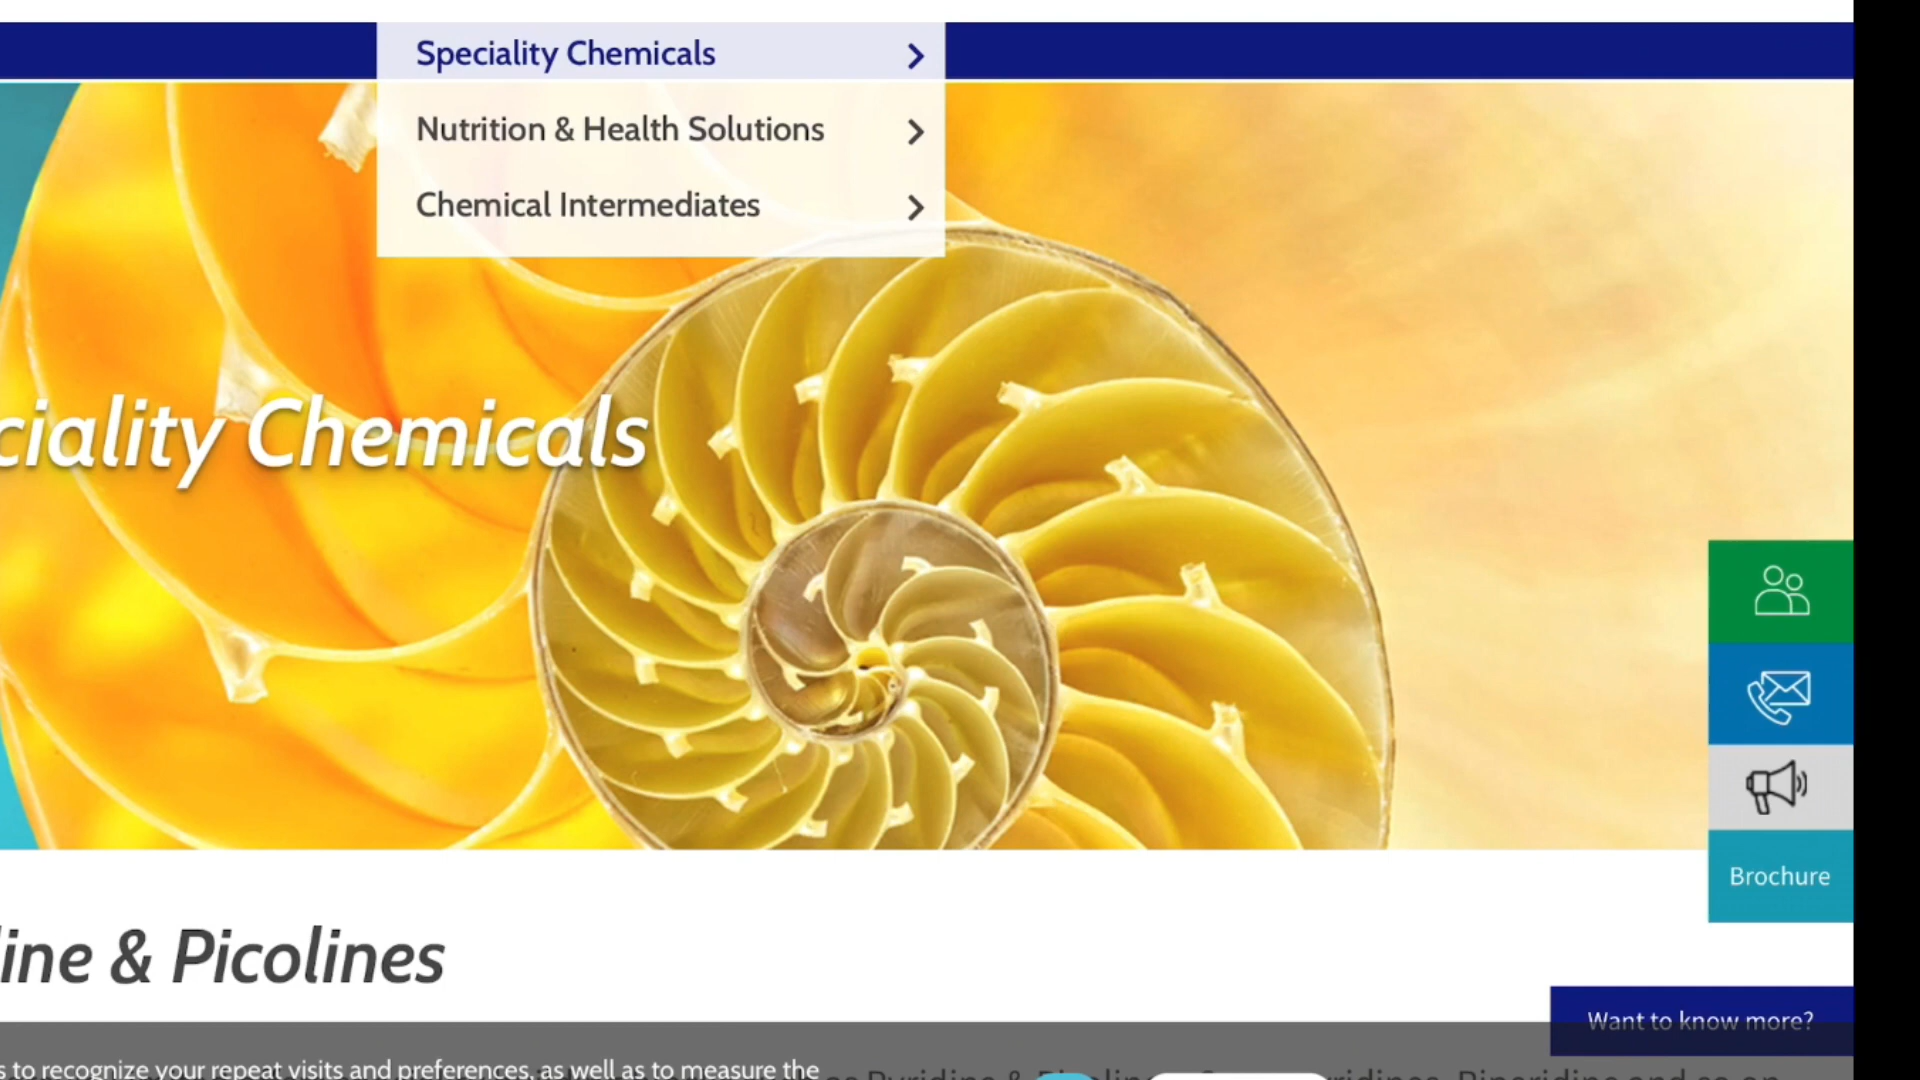 Speciality Chemicals
Nutrition & Health Solutions
Chemical Intermediates
ciality Chemicals
Brochure
ine & Picolines
Want to know more?
s to recognize your repeat visits and preferences, as well as to measure the
Pyridine &